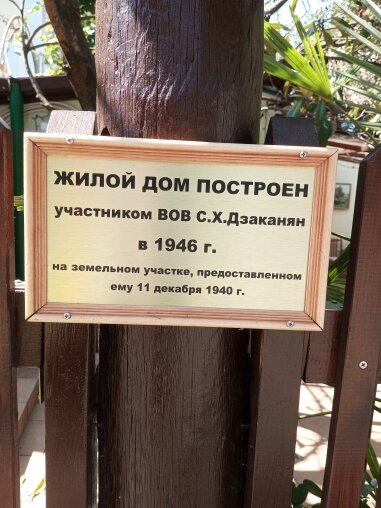 ЖИЛОЙ ДОМ ПОСТРОЕН
участником ВОВ С.Х.Дзаканян
в 1946 г.
на земельном участке, предоставленном
ему 11 декабря 1940 г.